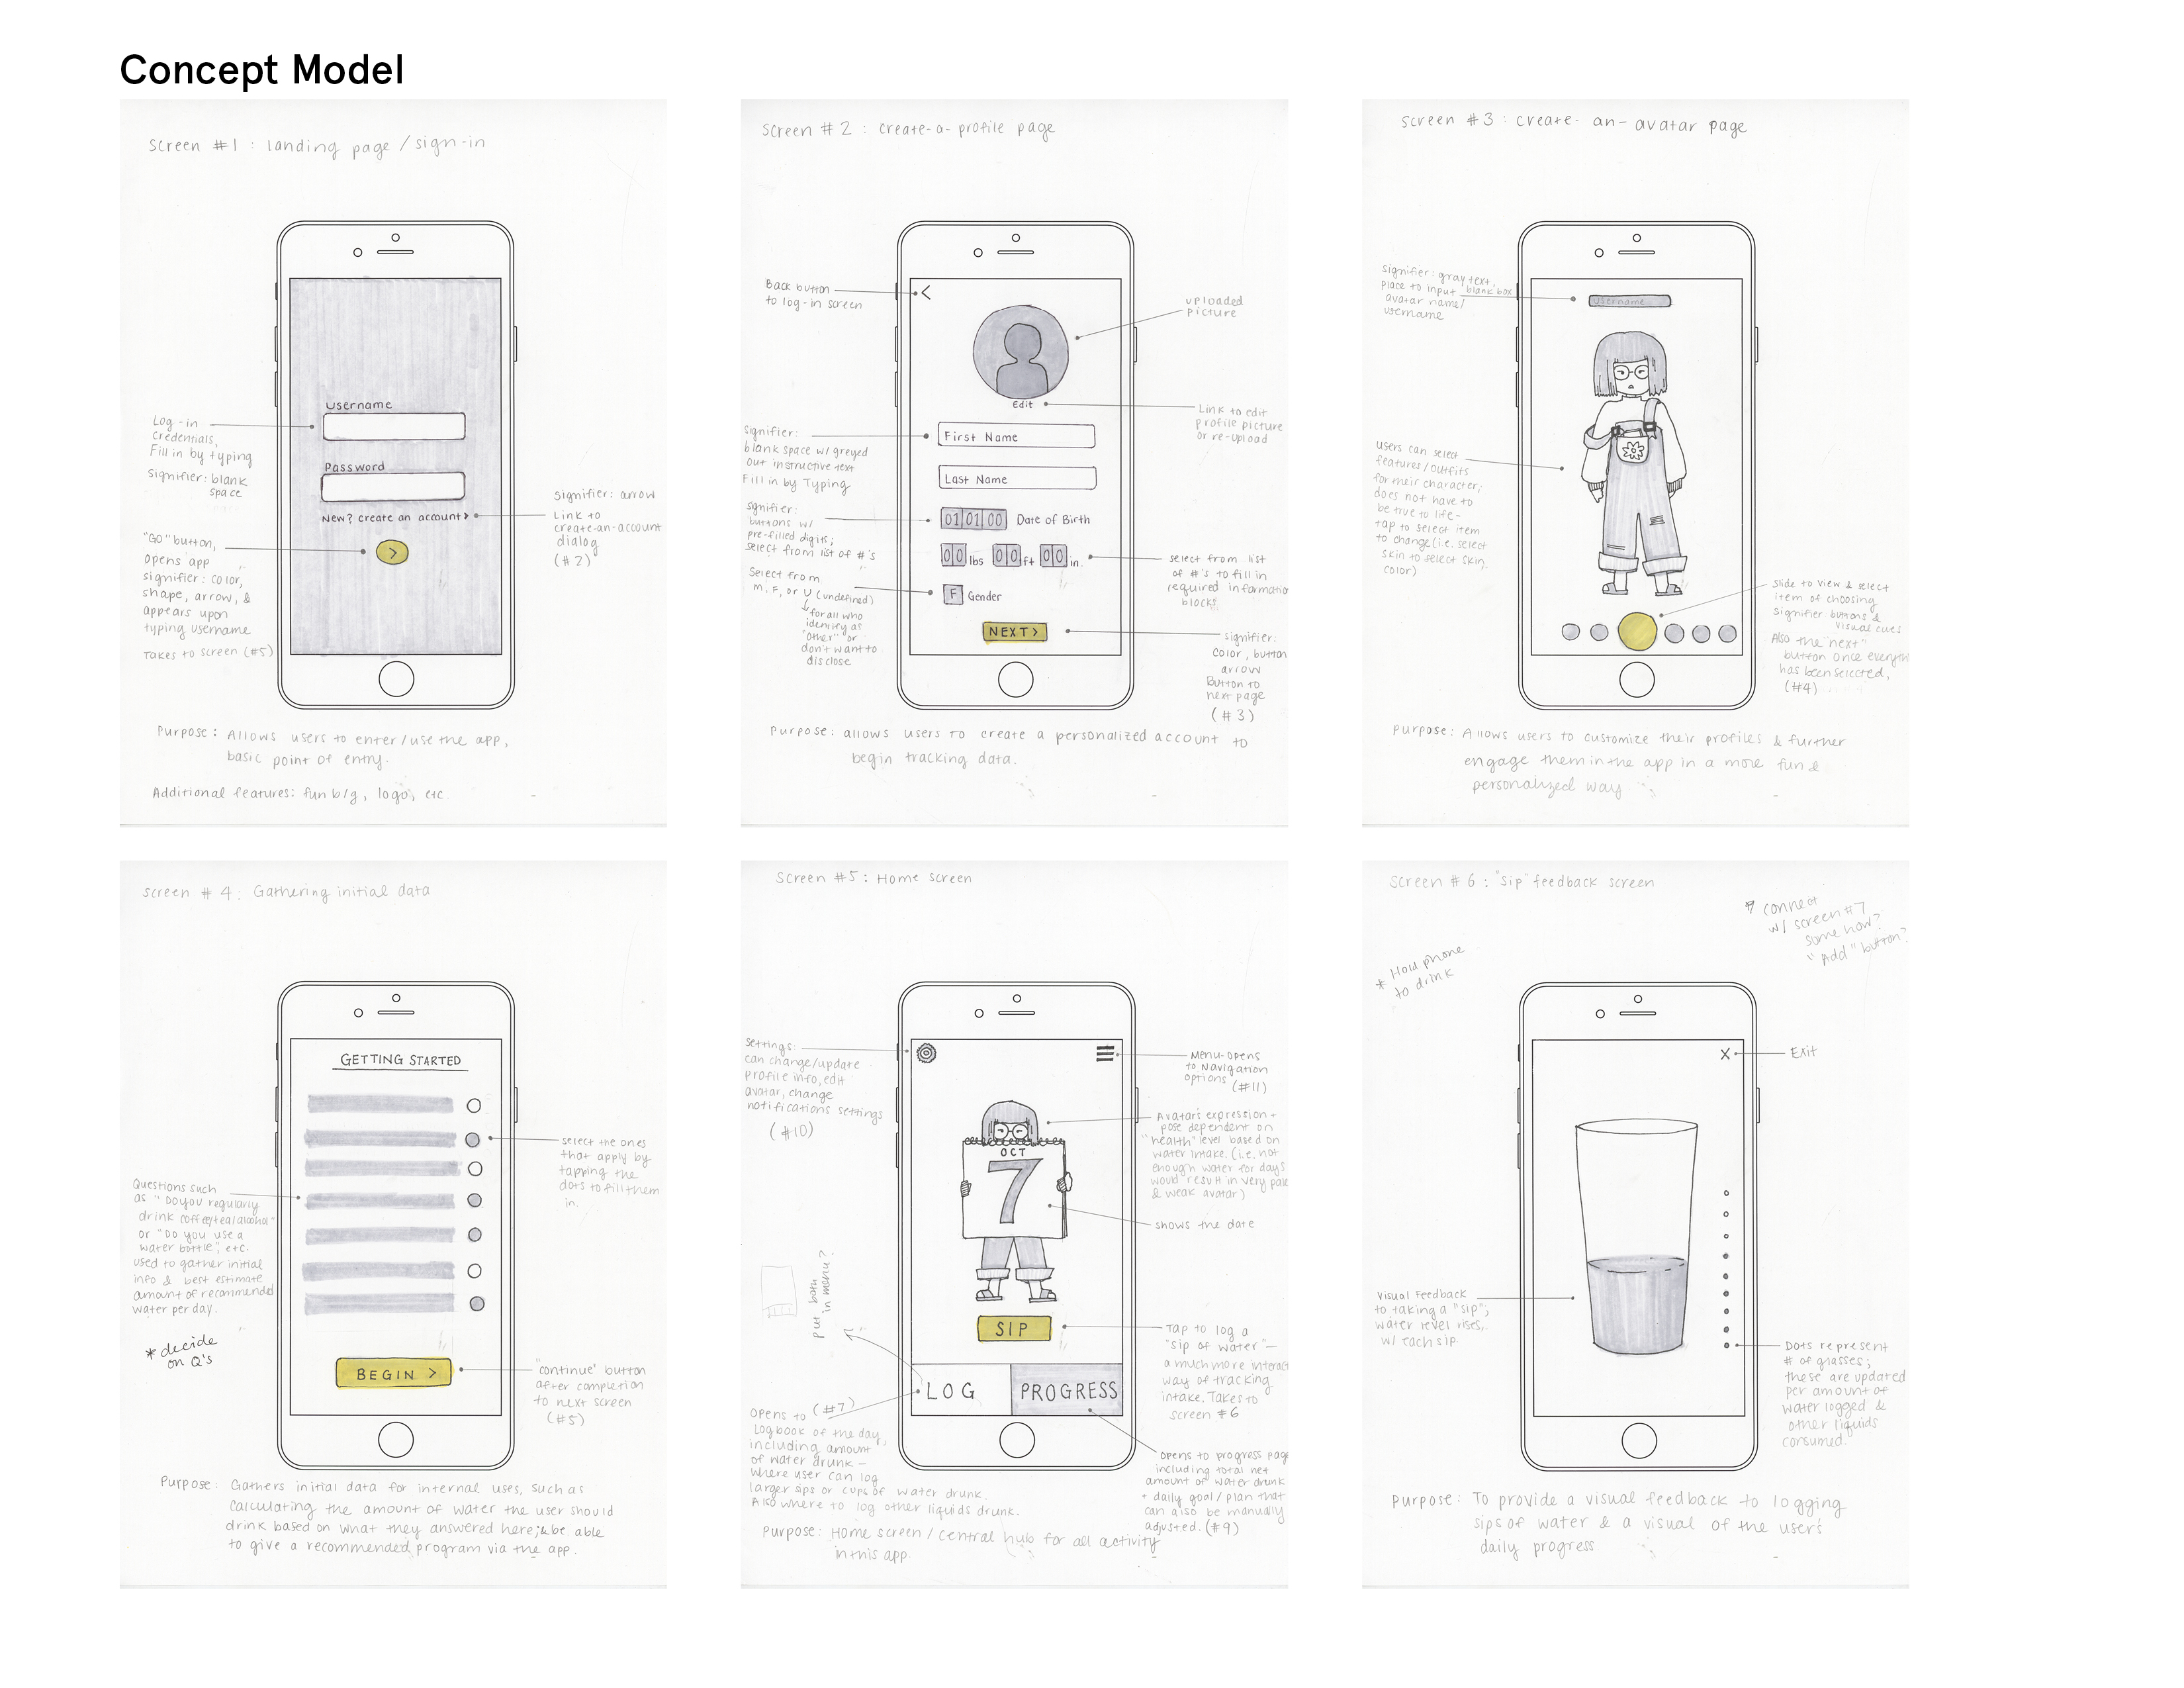 Concept Model
Screen #1 : landing page / sign-in
Username
Password
New? create an account >
>
Log-in
credentials,
Fill in by typing
Signifier: blank
space
"GO" button,
opens app
signifier: color,
shape, arrow, &
appears upon
typing username
Takes to screen (#5)
signifier: arrow
Link to
create-an-account
dialog
(#2)
Purpose: Allows users to enter/use the app,
basic point of entry.
Additional features: fun b/g, logo, etc
Screen # 2 : create-a-profile page
<
Edit
First Name
Last Name
01 01 00 Date of Birth
00 lbs 00 ft 00 in.
F Gender
NEXT >
Back button
to log-in screen
signifier:
blank space w/ greyed
out instructive text
Fill in by Typing
signifier:
buttons w/
pre-filled digits;
select from list of #'s
Select from
M, F, or U (undefined)
for all who
identify as
"other" or
don't want to
disclose
uploaded
picture
Link to edit
profile picture
or re-upload
select from list
of #'s to fill in
required informatio
blocks
signifier:
Color, button
arrow
Button to
next page
(#3)
Purpose: allows users to create a personalized account to
begin tracking data.
Screen #3: create-an-avatar page
Username
signifier: gray text,
place to input blank box
avatar name/
username
users can select
features/outfits
for their character;
does not have to
be true to life-
tap to select item
to change (i.e. select
skin to select skin
color)
slide to view & select
item of choosing
signifier buttons &
visual cues
Also the "next"
button once everyth
has been selected,
(#4)
Purpose: Allows users to customize their profiles & further
engage them in the app in a more fun &
personalized way
screen # 4: Gathering initial data
GETTING STARTED
BEGIN >
Questions such
as "Do you regularly
drink coffee/tea/alcohol"
or "Do you use a
water bottle", etc.
used to gather initial
info & best estimate
amount of recommended
water per day.
* decide
on Q's
select the ones
that apply by
tapping the
dots to fill them
in.
"continue" button
after completion
to next screen
(#5)
Purpose: Gathers initial data for internal uses, such as
calculating the amount of water the user should
drink based on what they answered here; & be able
to give a recommended program via the app.
Screen #5: Home screen
OCT
7
SIP
LOG
PROGRESS
settings:
can change/update
profile info, edit
avatar, change
notifications settings
(#10)
put both
in menu?
Opens to (#7)
Logbook of the day,
including amount
of water drunk —
where user can log
larger sips or cups of water drunk.
Also where to log other liquids drunk.
Menu-opens
to Navigation
options (#11)
Avatar's expression +
pose dependent on
"health" level based on
water intake. (i.e. not
enough water for days
would result in very pale
& weak avatar)
shows the date
Tap to log a
"sip of water"—
a much more interact
way of tracking
intake. Takes to
screen #6
opens to progress page
including total net
amount of water drunk
+ daily goal/plan that
can also be manually
adjusted. (#9)
Purpose: Home screen / central hub for all activity
in this app.
Screen # 6 : "sip" feedback screen
* connect
w/ screen #7
some how?
"Add" button?
* Hold phone
to drink
X
Exit
Visual Feedback
to taking a "sip";
water level rises,
w/ each sip.
Dots represent
# of glasses;
these are updated
per amount of
water logged &
other liquids
consumed.
Purpose: To provide a visual feedback to logging
sips of water & a visual of the user's
daily progress